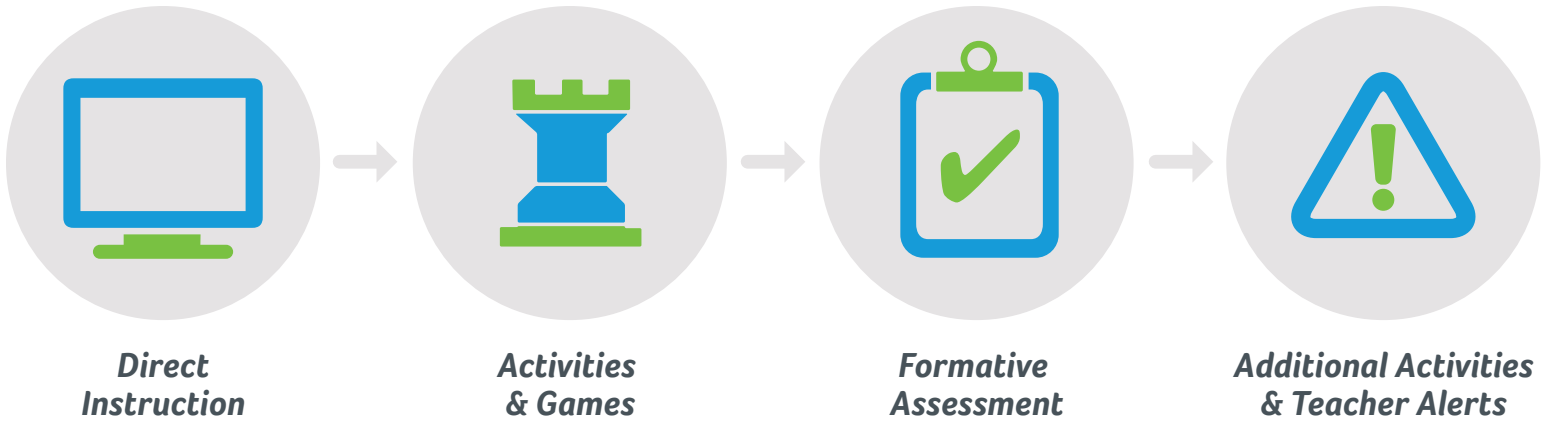 Direct
Instruction
Activities
& Games
Formative
Assessment
Additional Activities
& Teacher Alerts